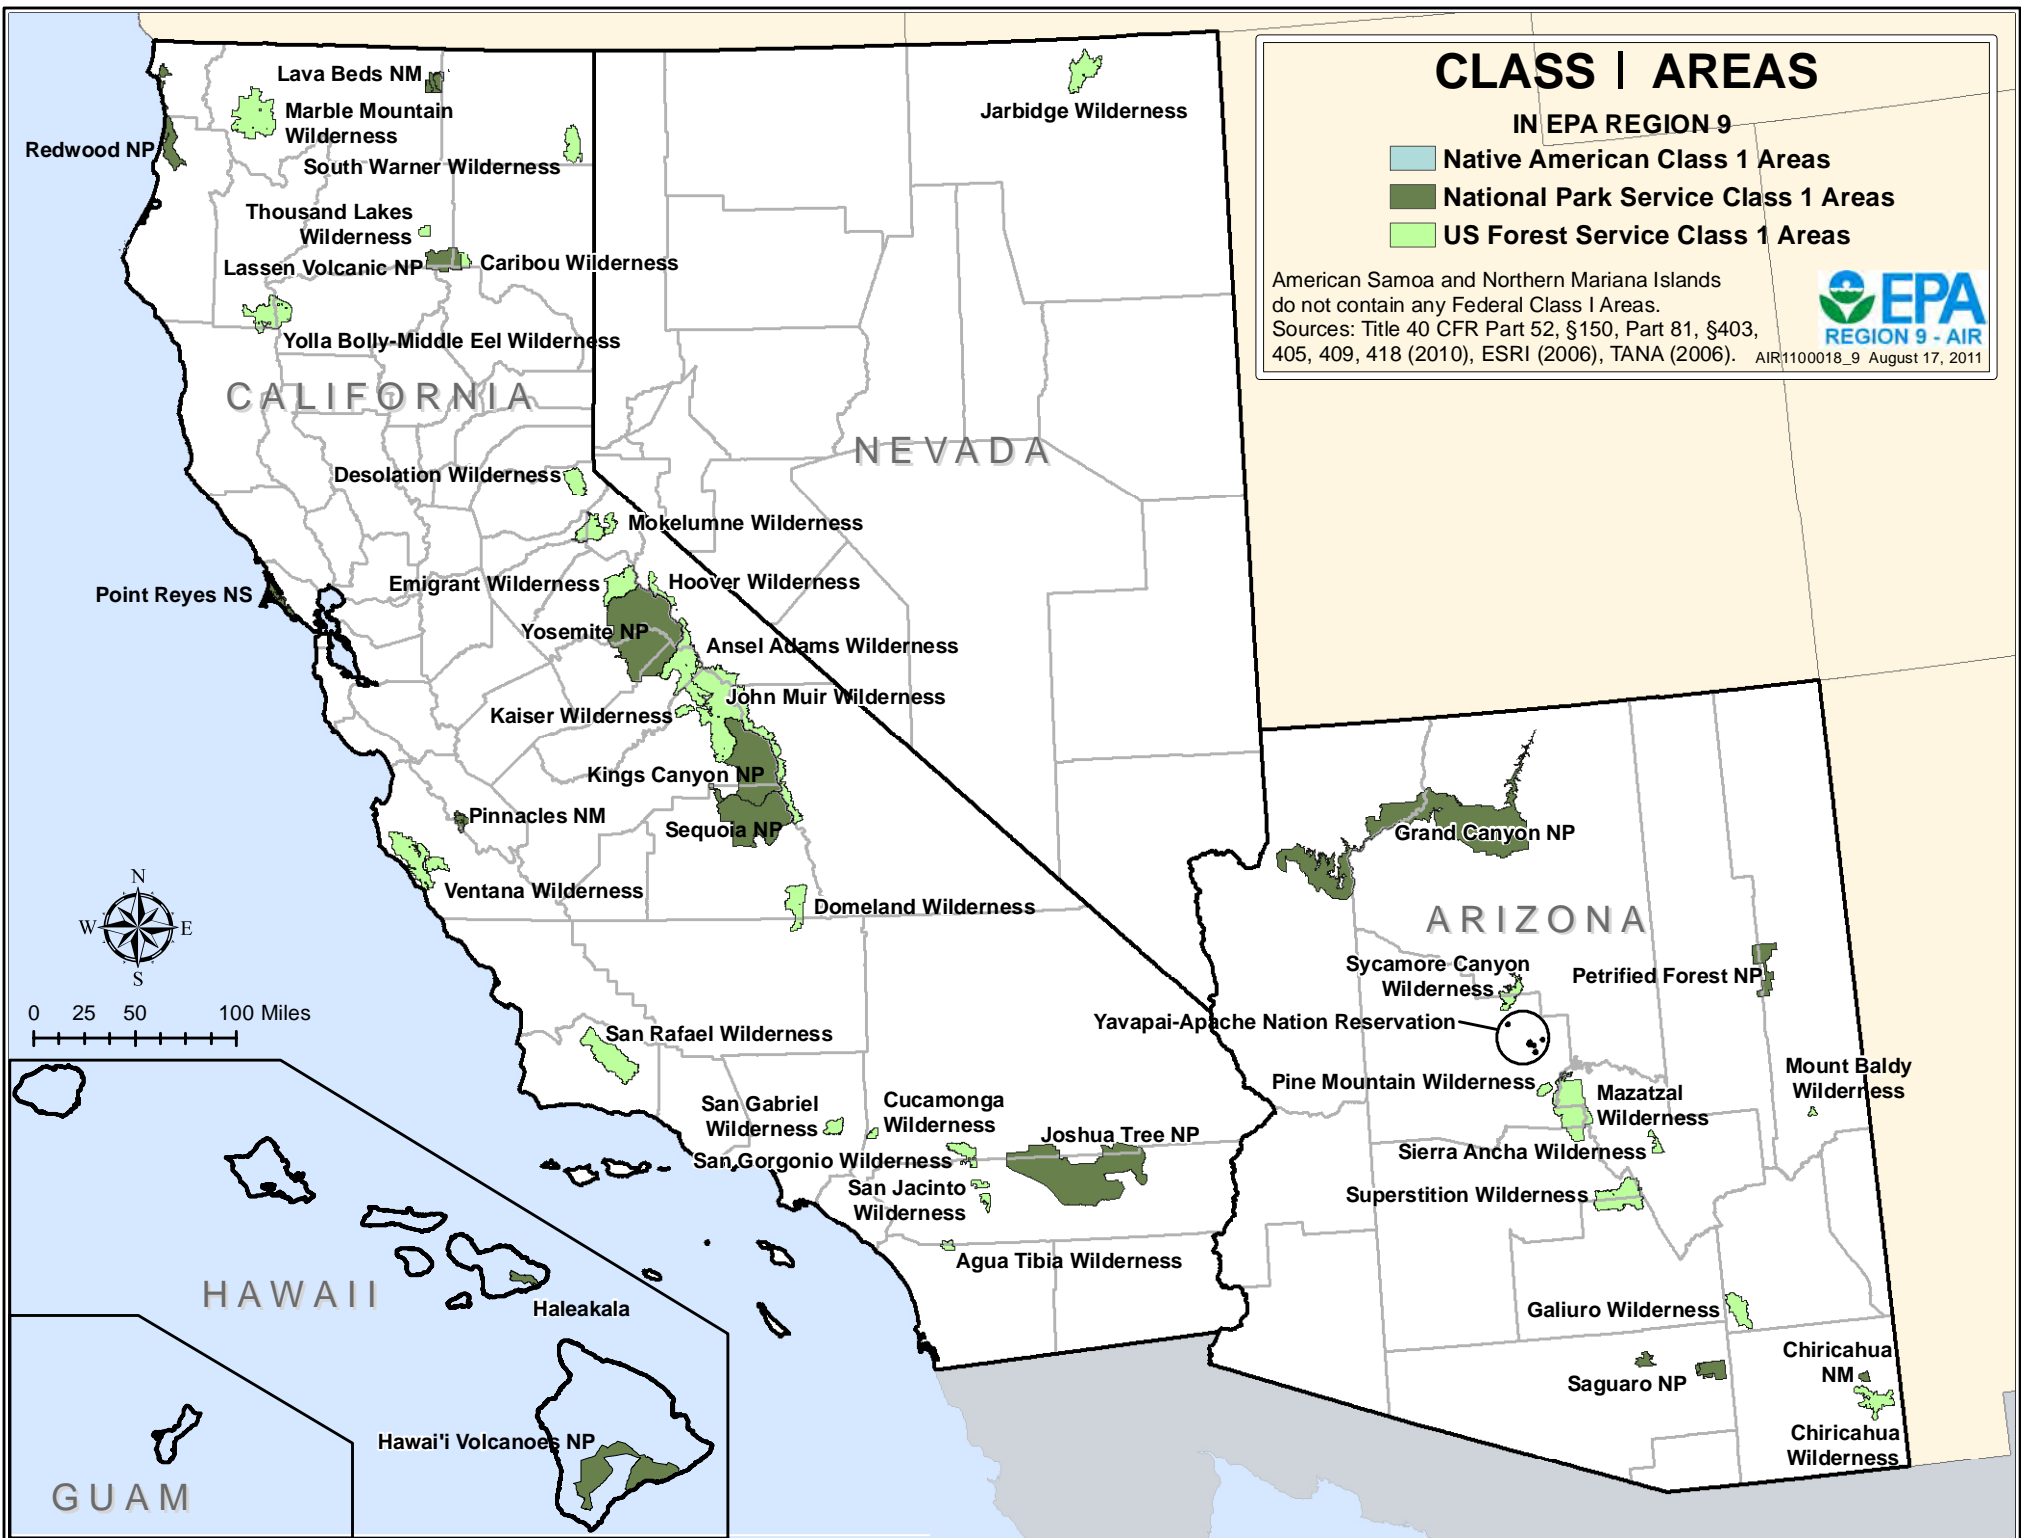 CLASS I AREAS
IN EPA REGION 9
Native American Class 1 Areas
National Park Service Class 1 Areas
US Forest Service Class 1 Areas
American Samoa and Northern Mariana Islands
do not contain any Federal Class I Areas.
Sources: Title 40 CFR Part 52, §150, Part 81, §403,
405, 409, 418 (2010), ESRI (2006), TANA (2006).
EPA
REGION 9 - AIR
AIR1100018_9 August 17, 2011
Lava Beds NM
Marble Mountain
Wilderness
Redwood NP
South Warner Wilderness
Thousand Lakes
Wilderness
Lassen Volcanic NP
Caribou Wilderness
Yolla Bolly-Middle Eel Wilderness
CALIFORNIA
Desolation Wilderness
Mokelumne Wilderness
Emigrant Wilderness
Hoover Wilderness
Point Reyes NS
Yosemite NP
Ansel Adams Wilderness
John Muir Wilderness
Kaiser Wilderness
Kings Canyon NP
Pinnacles NM
Sequoia NP
Ventana Wilderness
Domeland Wilderness
San Rafael Wilderness
San Gabriel
Wilderness
Cucamonga
Wilderness
Joshua Tree NP
San Gorgonio Wilderness
San Jacinto
Wilderness
Agua Tibia Wilderness
Jarbidge Wilderness
NEVADA
Grand Canyon NP
ARIZONA
Sycamore Canyon
Wilderness
Petrified Forest NP
Yavapai-Apache Nation Reservation
Pine Mountain Wilderness
Mazatzal
Wilderness
Mount Baldy
Wilderness
Sierra Ancha Wilderness
Superstition Wilderness
Galiuro Wilderness
Saguaro NP
Chiricahua
NM
Chiricahua
Wilderness
N
W
E
S
0 25 50 100 Miles
HAWAII
Haleakala
Hawai'i Volcanoes NP
GUAM